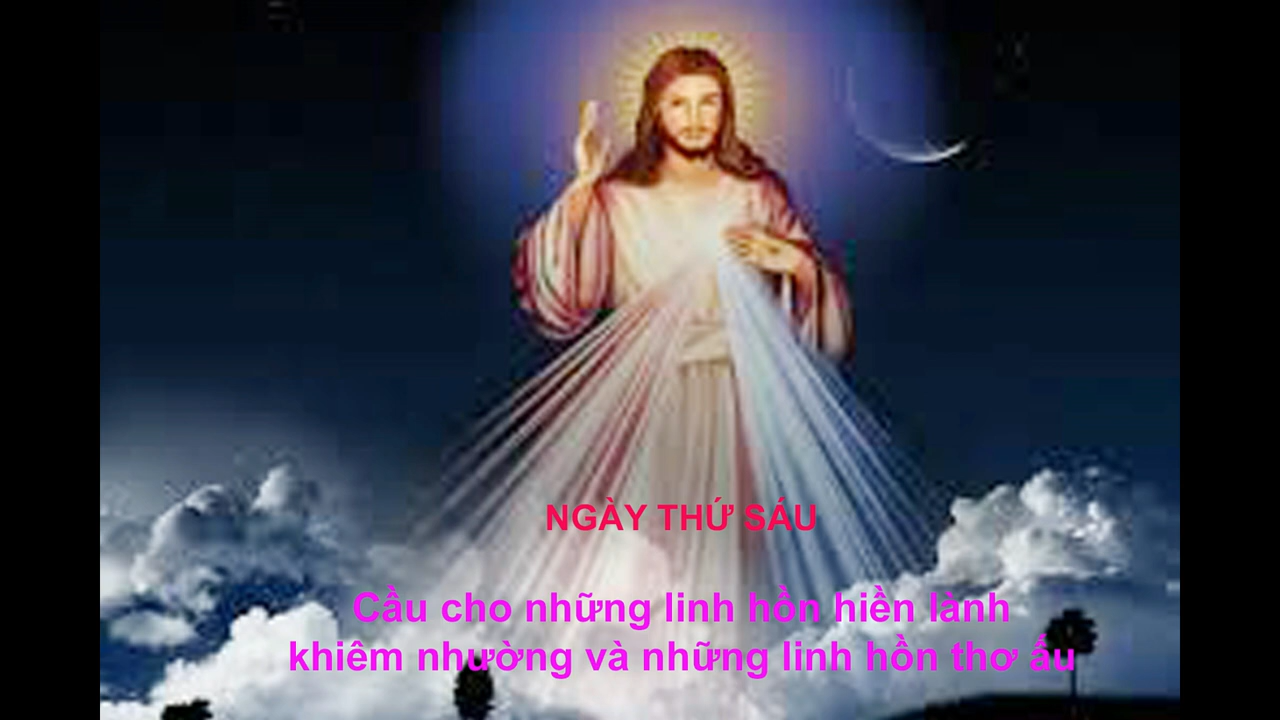 NGÀY THỨ SÁU
Cầu cho những linh hồn hiền lành
khiêm nhường và những linh hồn thơ ấu